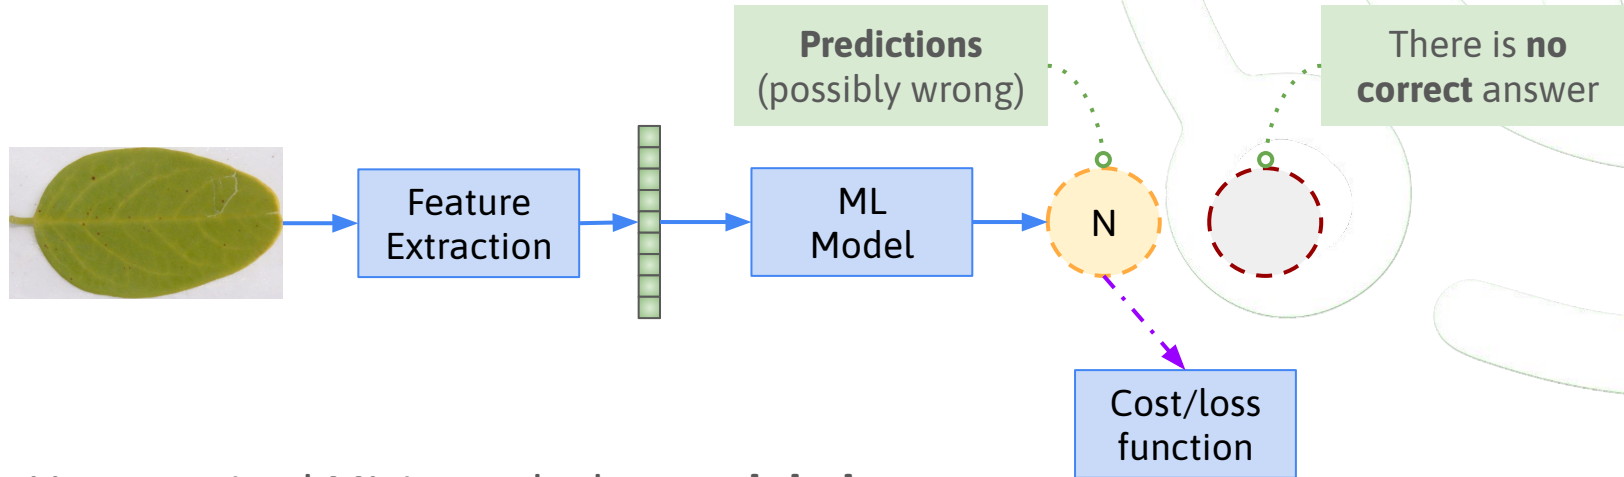 Predictions
(possibly wrong)
There is no
correct answer
Feature
Extraction
ML
Model
N
Cost/loss
function